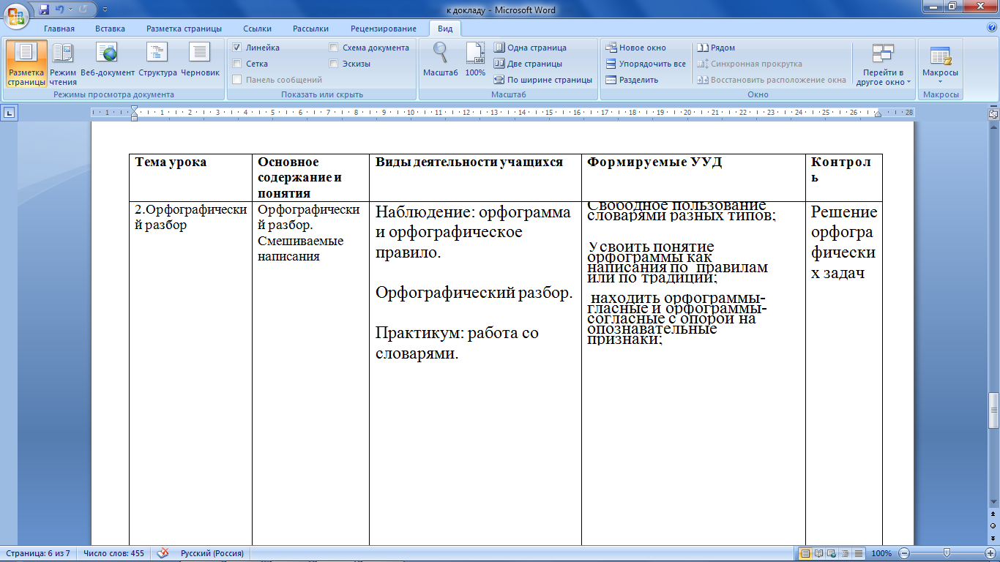 к докладу - Microsoft Word
Главная Вставка Разметка страницы Ссылки Рассылки Рецензирование Вид
Разметка страницы
Режим чтения
Веб-документ
Структура
Черновик
Режимы просмотра документа
Линейка
Сетка
Панель сообщений
Схема документа
Эскизы
Показать или скрыть
Масштаб
100%
Одна страница
Две страницы
По ширине страницы
Масштаб
Новое окно
Упорядочить все
Разделить
Рядом
Синхронная прокрутка
Восстановить расположение окна
Перейти в другое окно
Окно
Макросы
Макросы
1 1 2 3 4 5 6 7 8 9 10 11 12 13 14 15 16 17 18 19 20 21 22 23 24 25 26 28
Тема урока
Основное
содержание и
понятия
Виды деятельности учащихся
Формируемые УУД
Контрол
ь
2.Орфографически
й разбор
Орфографически
й разбор.
Смешиваемые
написания
Наблюдение: орфограмма
и орфографическое
правило.
Орфографический разбор.
Практикум: работа со
словарями.
Свободное пользование
словарями разных типов;
Усвоить понятие
орфограммы как
написания по правилам
или по традиции;
находить орфограммы-
гласные и орфограммы-
согласные с опорой на
опознавательные
признаки;
Решение
орфогра
фически
х задач
Страница: 6 из 7 Число слов: 455 Русский (Россия) 100%